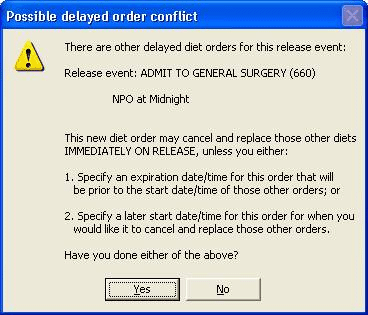 Possible delayed order conflict
There are other delayed diet orders for this release event:
Release event: ADMIT TO GENERAL SURGERY (660)
NPO at Midnight
This new diet order may cancel and replace those other diets
IMMEDIATELY ON RELEASE, unless you either:
1. Specify an expiration date/time for this order that will
be prior to the start date/time of those other orders; or
2. Specify a later start date/time for this order for when you
would like it to cancel and replace those other orders.
Have you done either of the above?
Yes
No